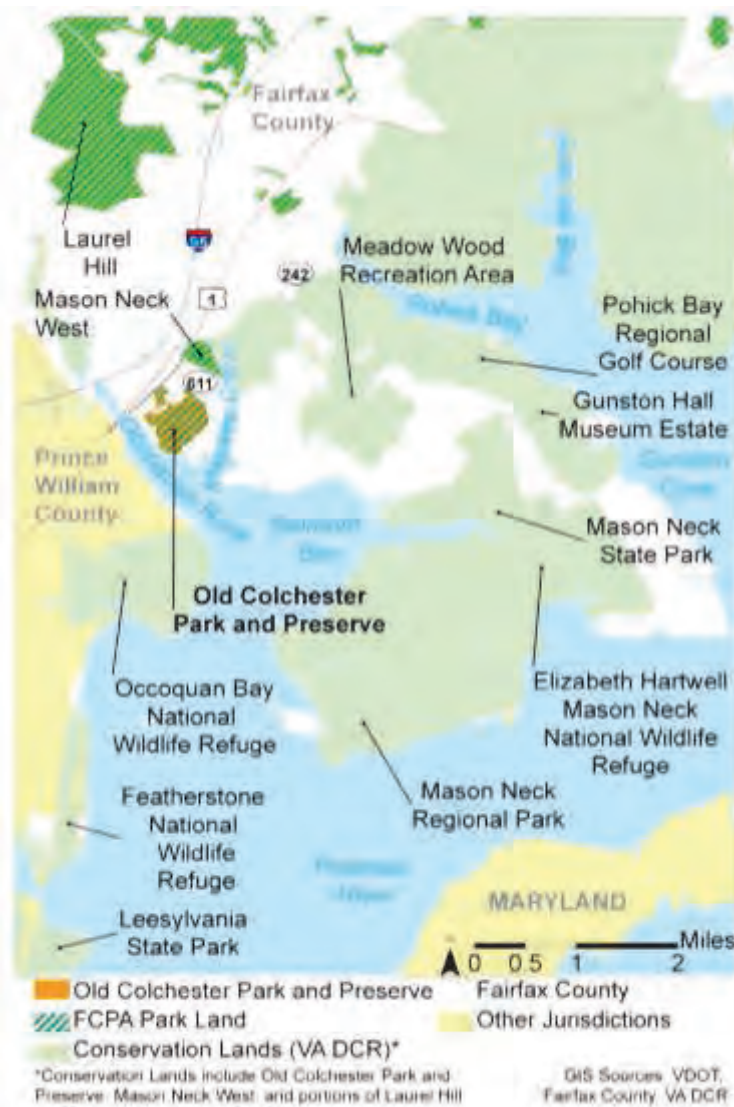 Fairfax
County
Laurel
Hill
95
Meadow Wood
Recreation Area
242
Mason Neck
West
1
Pohick Bay
Pohick Bay
Regional
Golf Course
611
Gunston Hall
Museum Estate
Prince
William
County
Mason Neck
State Park
Old Colchester
Park and Preserve
Occoquan Bay
National
Wildlife Refuge
Elizabeth Hartwell
Mason Neck
National Wildlife
Refuge
Featherstone
National
Wildlife
Refuge
Mason Neck
Regional Park
Leesylvania
State Park
MARYLAND
Miles
0 0.5 1 2
Old Colchester Park and Preserve
Fairfax County
FCPA Park Land
Other Jurisdictions
Conservation Lands (VA DCR)*
*Conservation Lands include Old Colchester Park and
Preserve, Mason Neck West, and portions of Laurel Hill
GIS Sources: VDOT,
Fairfax County, VA DCR